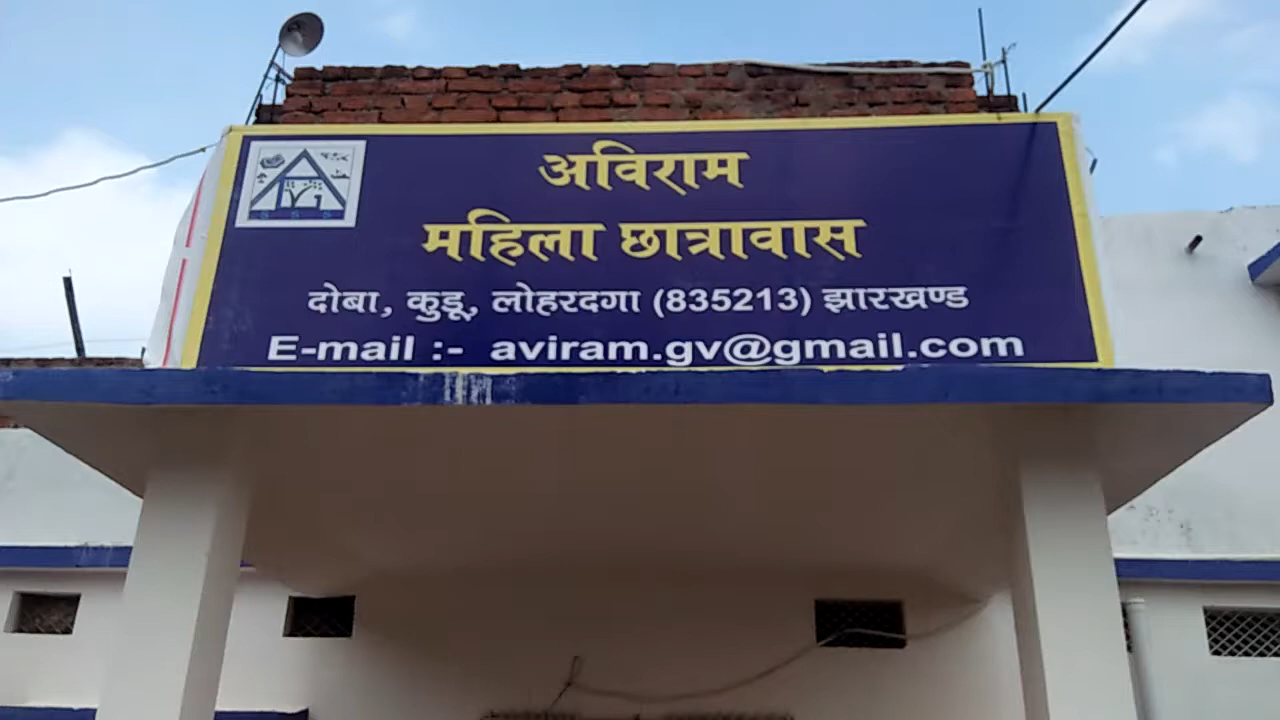 अविराम
महिला छात्रावास
दोबा, कुडू, लोहरदगा (835213) झारखण्ड
E-mail :- aviram.gv@gmail.com